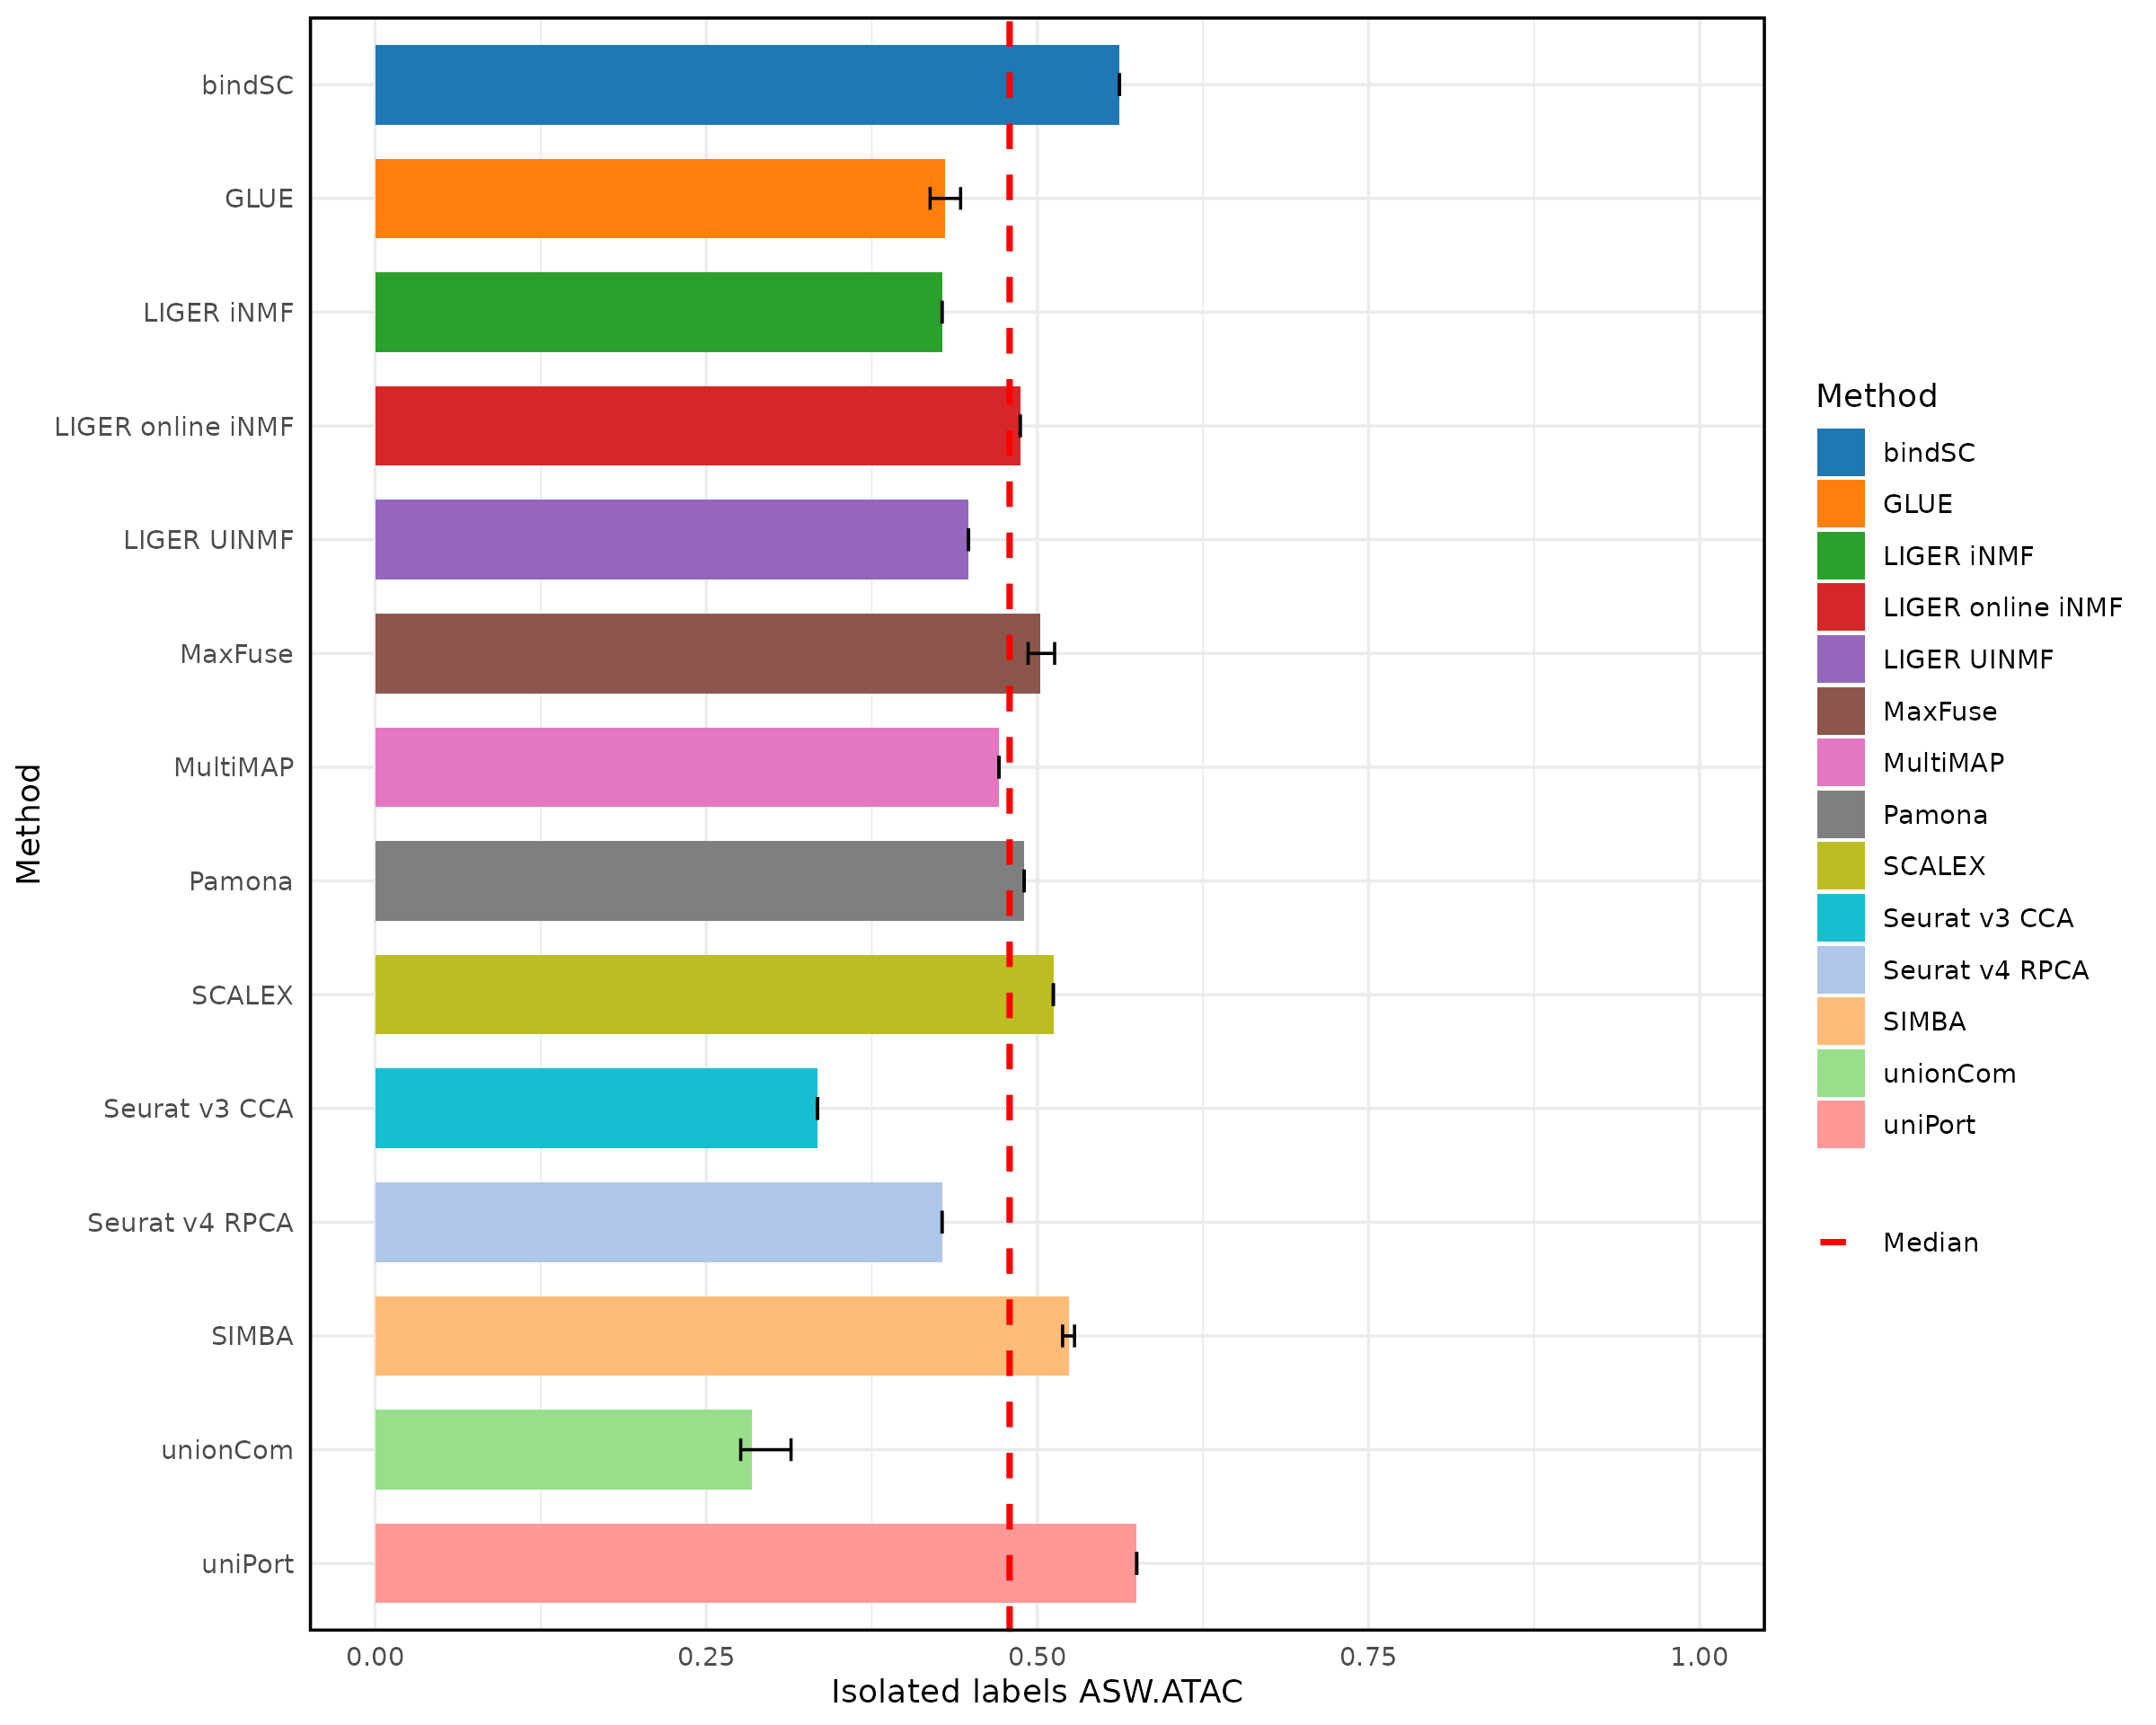 bindSC
GLUE
LIGER iNMF
LIGER online iNMF
LIGER UINMF
MaxFuse
MultiMAP
Pamona
SCALEX
Seurat v3 CCA
Seurat v4 RPCA
SIMBA
unionCom
uniPort
Method
0.00 0.25 0.50 0.75 1.00
Isolated labels ASW.ATAC
Method
bindSC
GLUE
LIGER iNMF
LIGER online iNMF
LIGER UINMF
MaxFuse
MultiMAP
Pamona
SCALEX
Seurat v3 CCA
Seurat v4 RPCA
SIMBA
unionCom
uniPort
Median